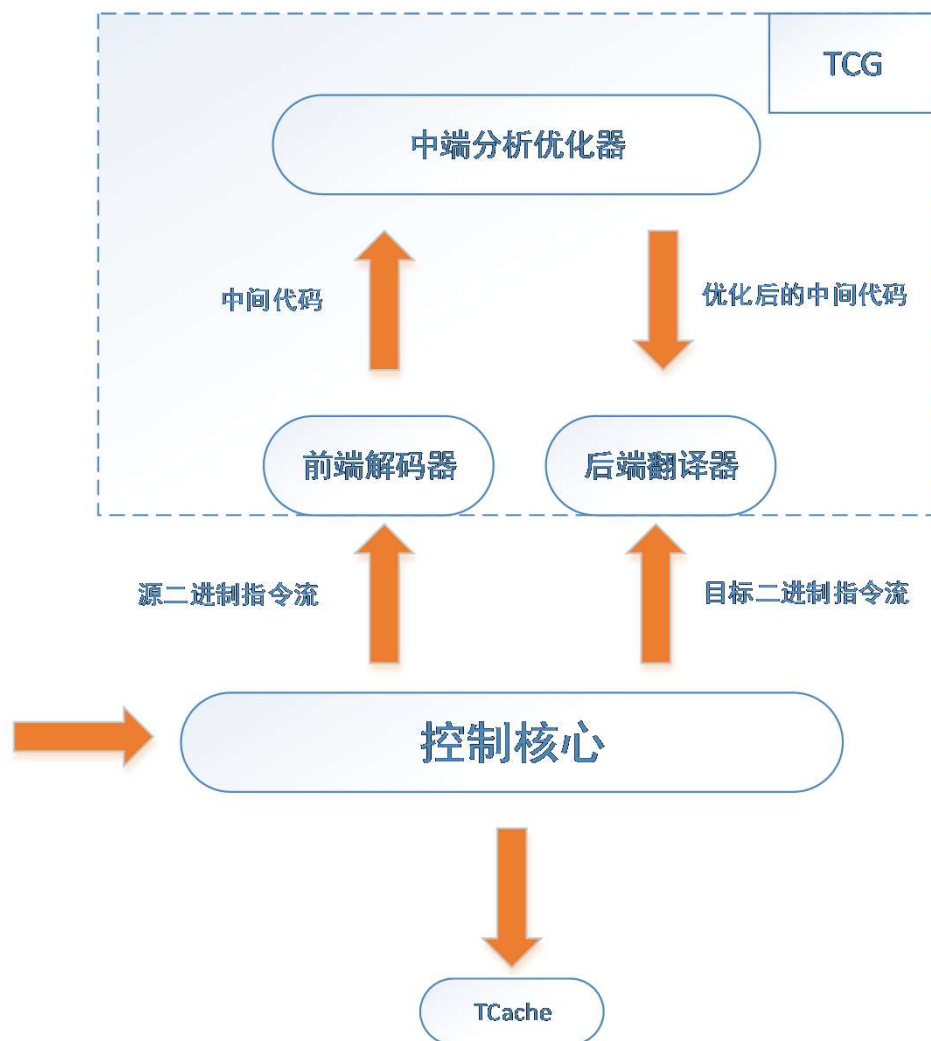 TCG
中端分析优化器
中间代码
优化后的中间代码
前端解码器
后端翻译器
源二进制指令流
目标二进制指令流
控制核心
TCache